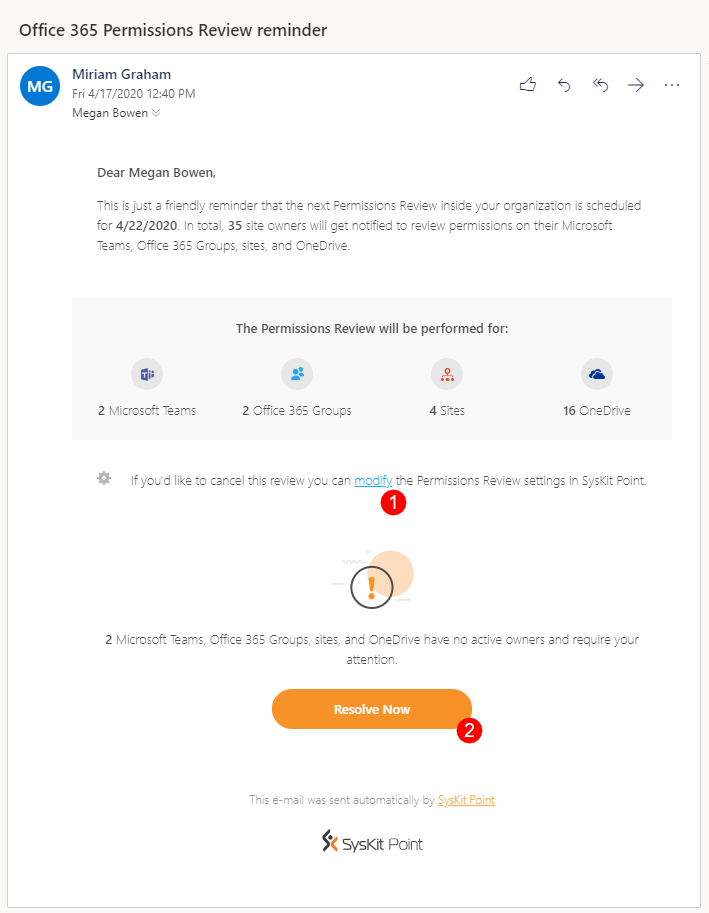 Office 365 Permissions Review reminder
MG
Miriam Graham
Fri 4/17/2020 12:40 PM
Megan Bowen
Dear Megan Bowen,
This is just a friendly reminder that the next Permissions Review inside your organization is scheduled
for 4/22/2020. In total, 35 site owners will get notified to review permissions on their Microsoft
Teams, Office 365 Groups, sites, and OneDrive.
The Permissions Review will be performed for:
2 Microsoft Teams
2 Office 365 Groups
4 Sites
16 OneDrive
If you'd like to cancel this review you can modify the Permissions Review settings in SysKit Point.
1
!
2 Microsoft Teams, Office 365 Groups, sites, and OneDrive have no active owners and require your
attention.
Resolve Now
2
This e-mail was sent automatically by SysKit Point
SysKit Point